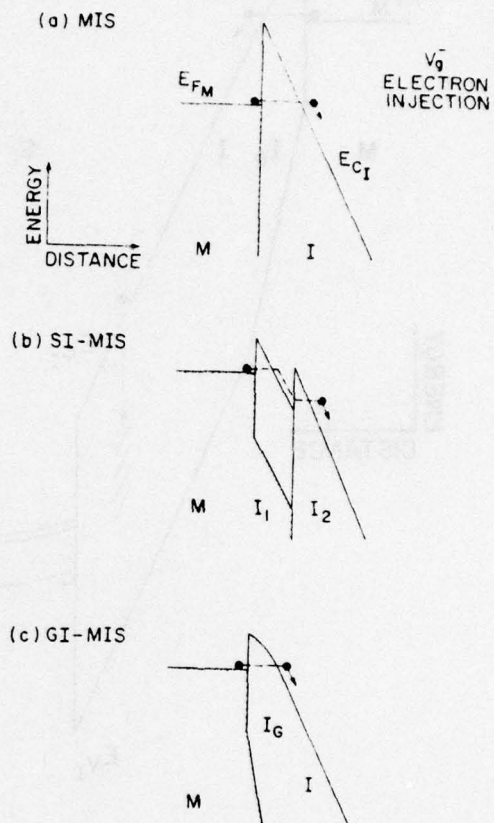 (a) MIS
E_FM
V_g^-
ELECTRON
INJECTION
E_CI
ENERGY
DISTANCE
M
I
(b) SI-MIS
M
I_1
I_2
(c) GI-MIS
I_G
M
I